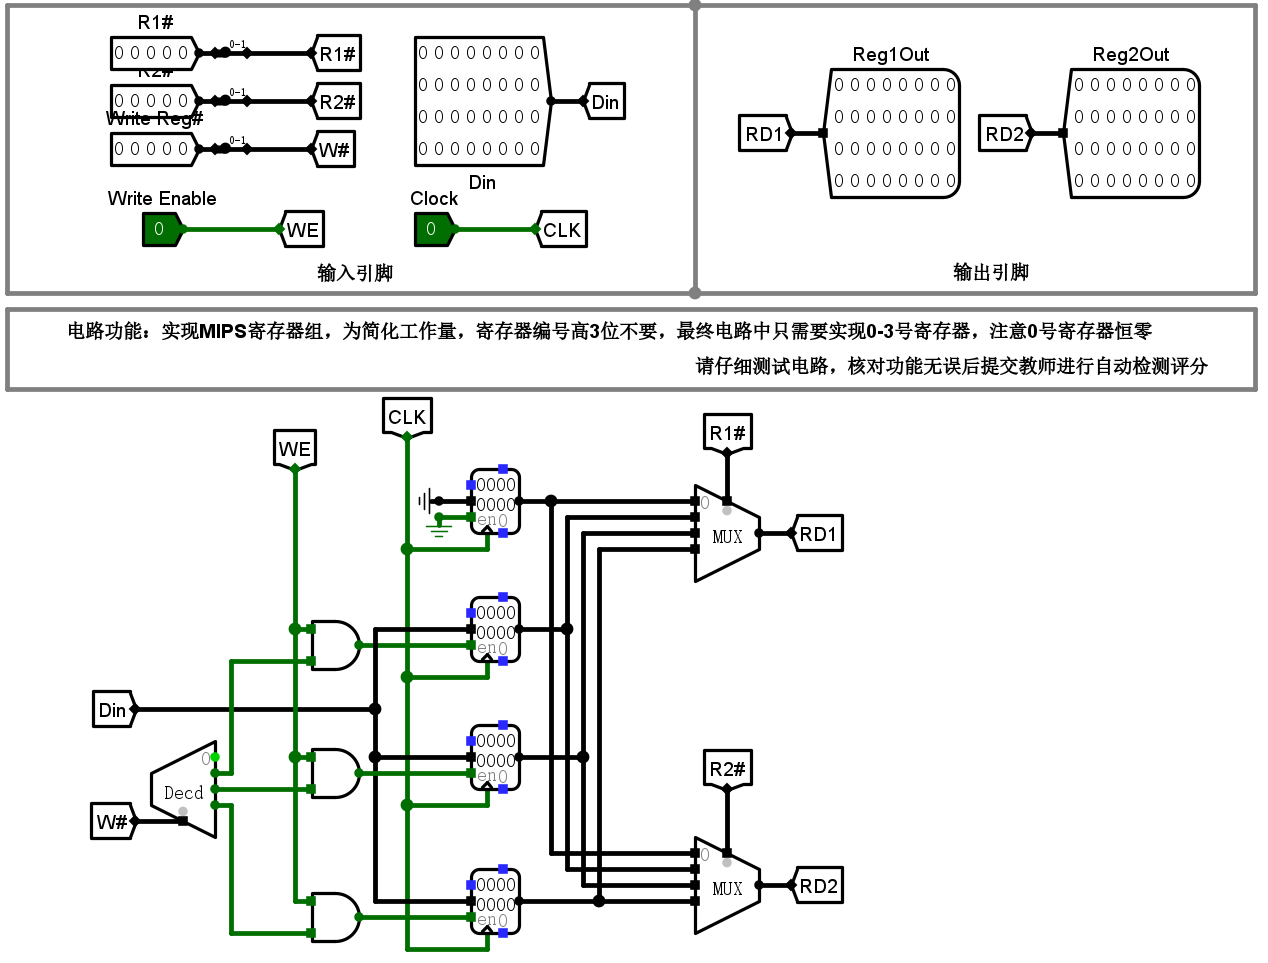 R1#
0 0 0 0 0
0-1
R1#
R2#
0 0 0 0 0
0-1
R2#
Write Reg#
0 0 0 0 0
0-1
W#
0 0 0 0 0 0 0 0
0 0 0 0 0 0 0 0
0 0 0 0 0 0 0 0
0 0 0 0 0 0 0 0
Din
Din
Write Enable
0
WE
Clock
0
CLK
输入引脚
Reg1Out
RD1
0 0 0 0 0 0 0 0
0 0 0 0 0 0 0 0
0 0 0 0 0 0 0 0
0 0 0 0 0 0 0 0
Reg2Out
RD2
0 0 0 0 0 0 0 0
0 0 0 0 0 0 0 0
0 0 0 0 0 0 0 0
0 0 0 0 0 0 0 0
输出引脚
电路功能：实现MIPS寄存器组，为简化工作量，寄存器编号高3位不要，最终电路中只需要实现0-3号寄存器，注意0号寄存器恒零
请仔细测试电路，核对功能无误后提交教师进行自动检测评分
CLK
WE
R1#
0000
0000
en0
0
MUX
RD1
0000
0000
en0
Din
0
Decd
W#
0000
0000
en0
R2#
0000
0000
en0
0
MUX
RD2